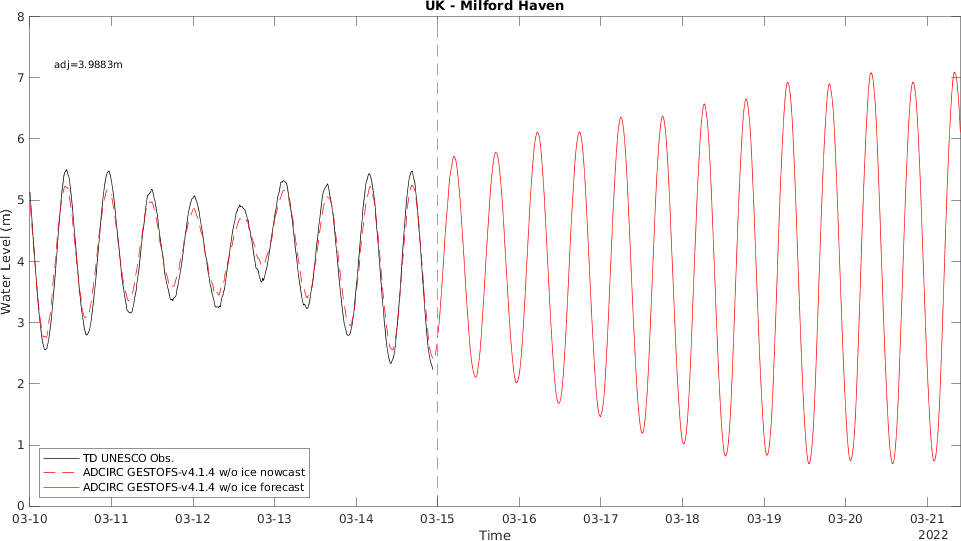 UK - Milford Haven
8
adj=3.9883m
7
6
5
4
3
2
1
0
Water Level (m)
TD UNESCO Obs.
ADCIRC GESTOFS-v4.1.4 w/o ice nowcast
ADCIRC GESTOFS-v4.1.4 w/o ice forecast
03-10 03-11 03-12 03-13 03-14 03-15 03-16 03-17 03-18 03-19 03-20 03-21
Time
2022